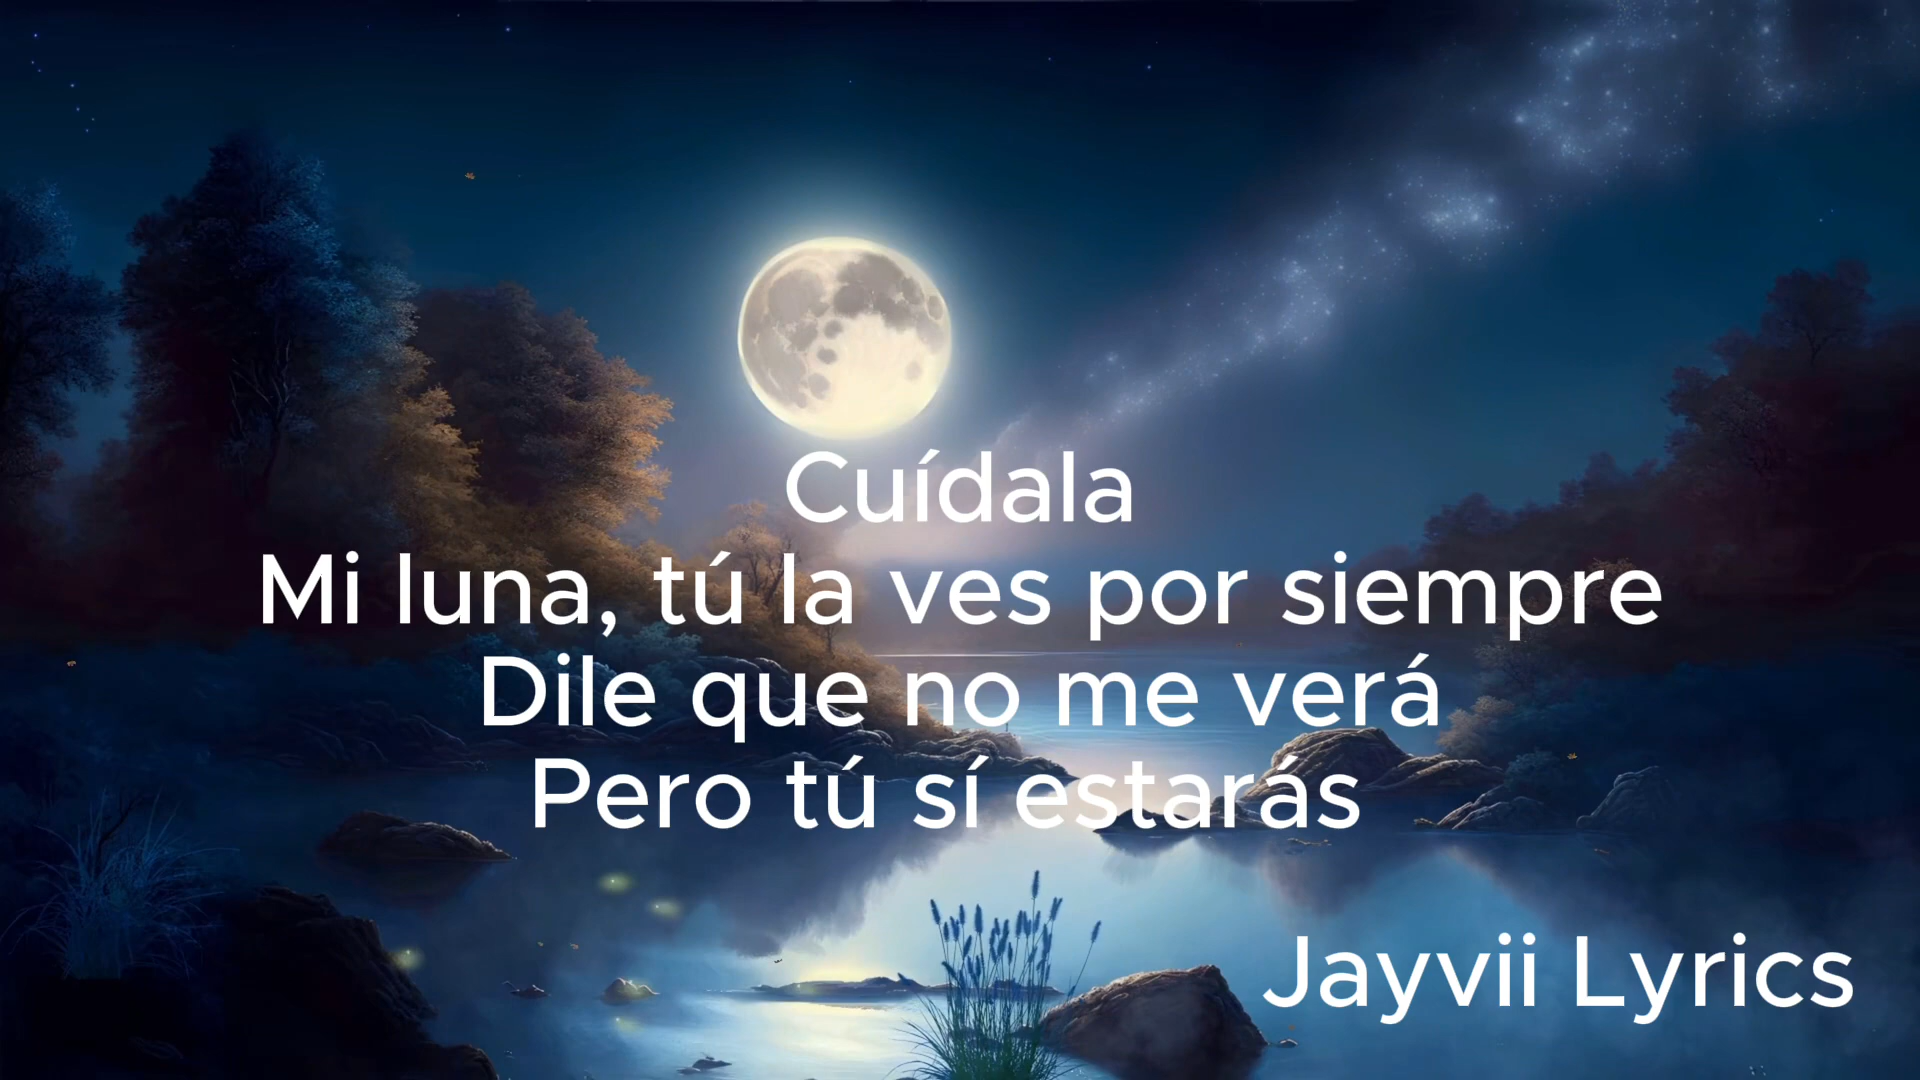 Cuídala
Mi luna, tú la ves por siempre
Dile que no me verá
Pero tú sí estarás
Jayvii Lyrics